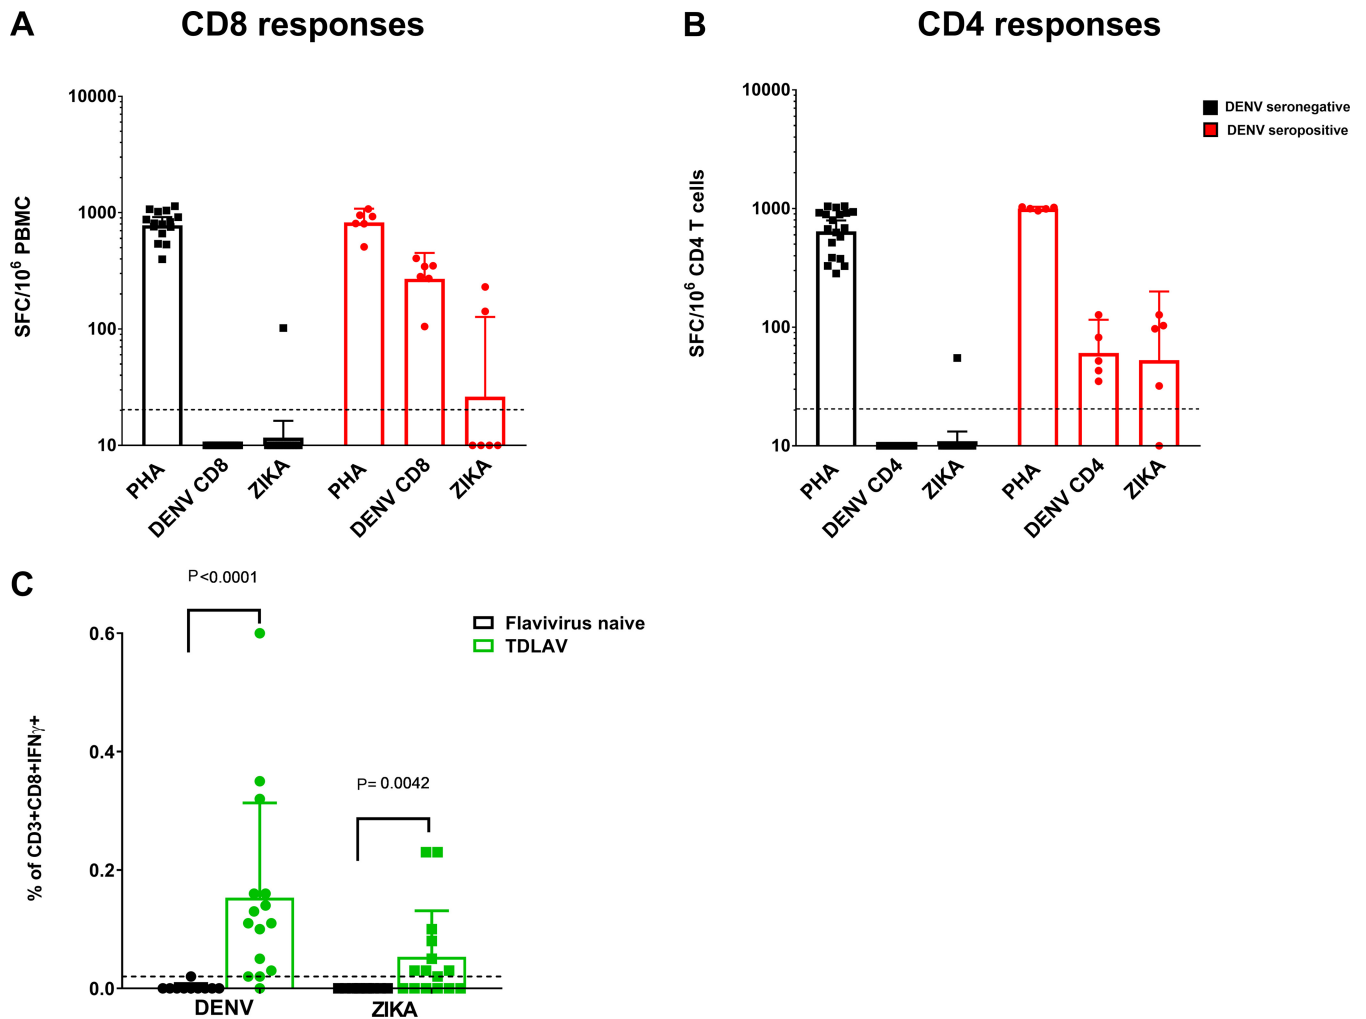 A
CD8 responses
SFC/10⁶ PBMC
10000
1000
100
10
PHA
DENV CD8
ZIKA
PHA
DENV CD8
ZIKA
B
CD4 responses
SFC/10⁶ CD4 T cells
10000
1000
100
10
PHA
DENV CD4
ZIKA
PHA
DENV CD4
ZIKA
DENV seronegative
DENV seropositive
C
P<0.0001
P= 0.0042
Flavivirus naive
TDLAV
% of CD3+CD8+IFNγ+
0.6
0.4
0.2
0.0
DENV
ZIKA